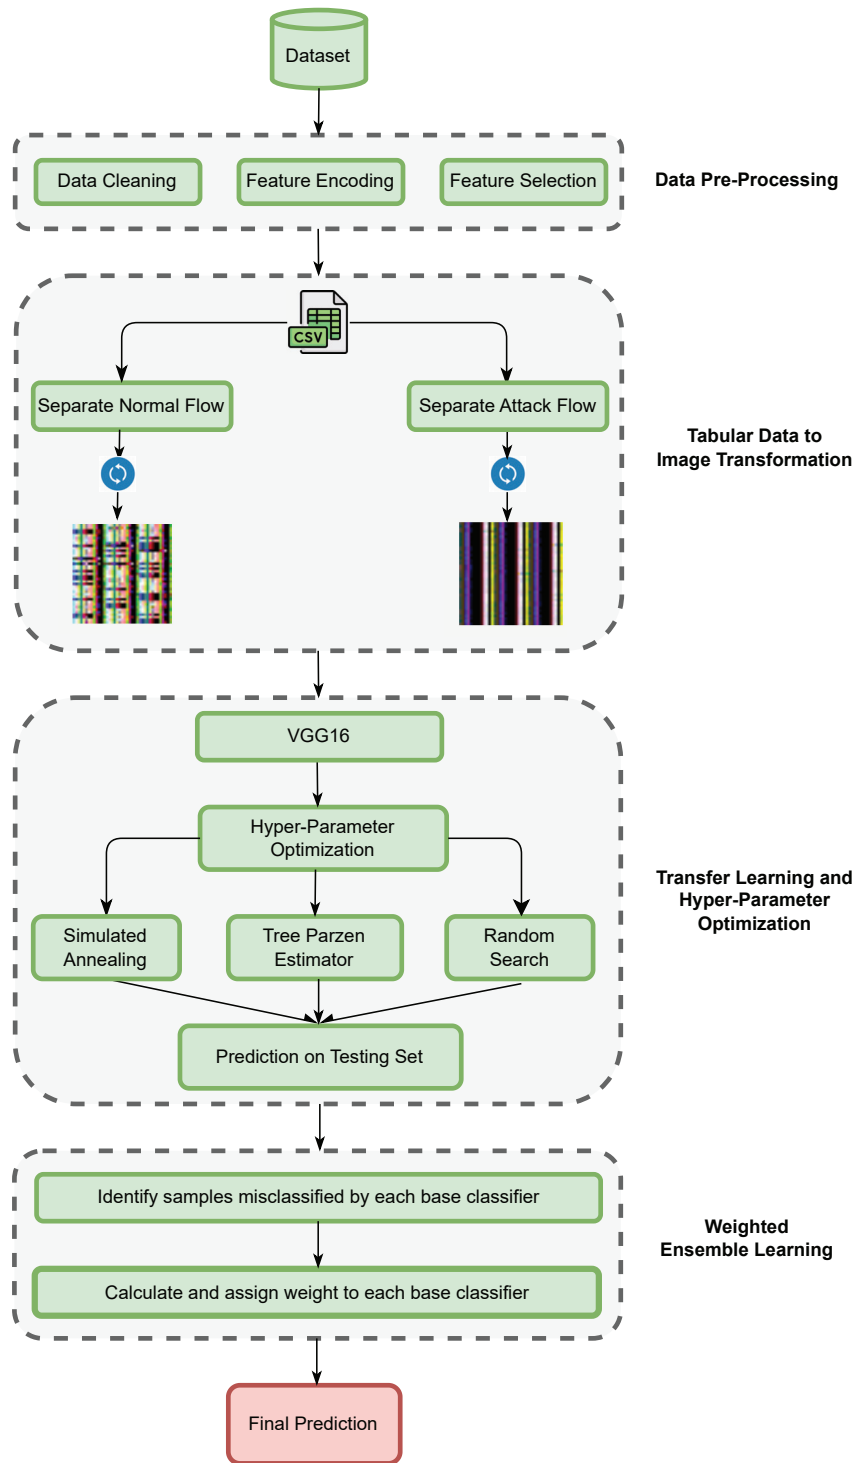 Dataset
Data Cleaning
Feature Encoding
Feature Selection
Data Pre-Processing
CSV
Separate Normal Flow
Separate Attack Flow
Tabular Data to
Image Transformation
VGG16
Hyper-Parameter
Optimization
Transfer Learning and
Hyper-Parameter
Optimization
Simulated
Annealing
Tree Parzen
Estimator
Random
Search
Prediction on Testing Set
Identify samples misclassified by each base classifier
Weighted
Ensemble Learning
Calculate and assign weight to each base classifier
Final Prediction